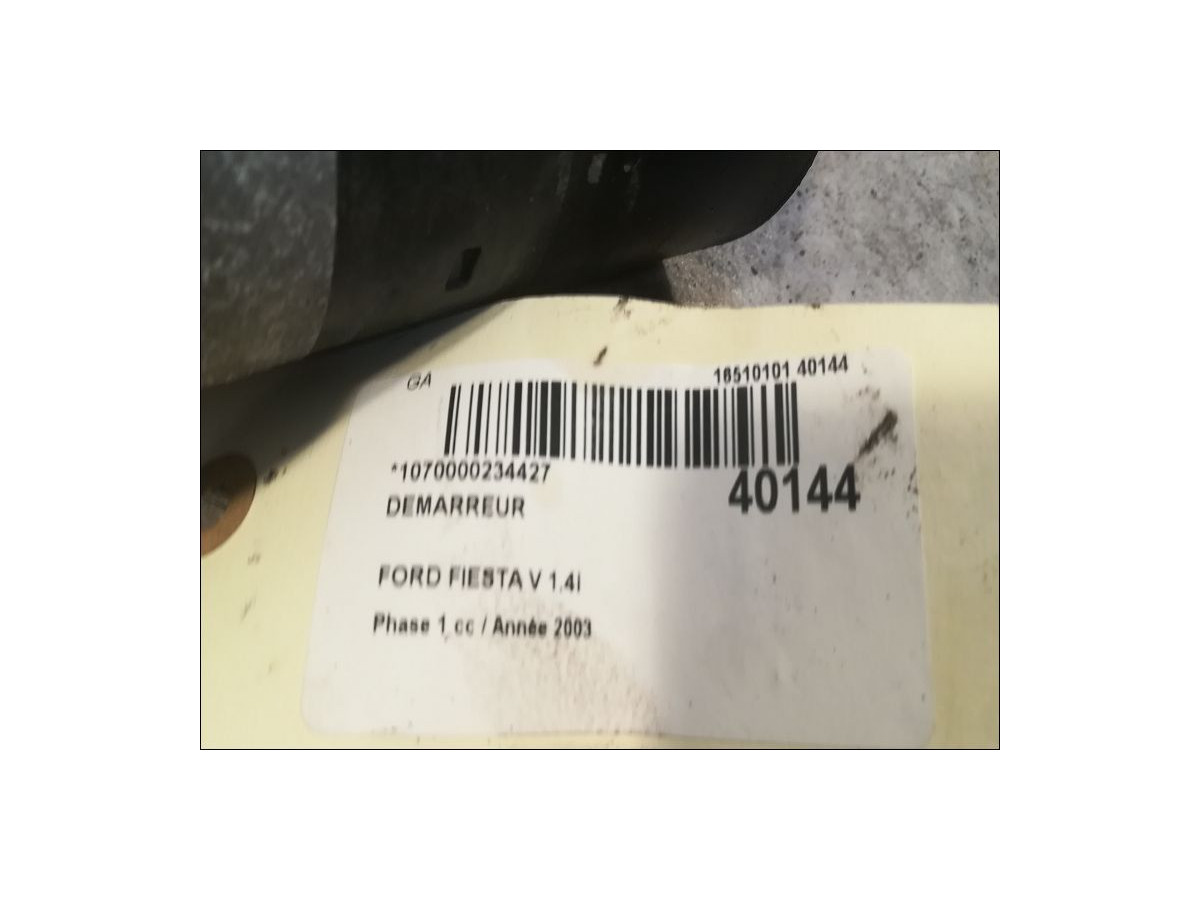 GA 16510101 40144
*1070000234427
40144
DEMARREUR
FORD FIESTA V 1.4i
Phase 1 cc / Année 2003